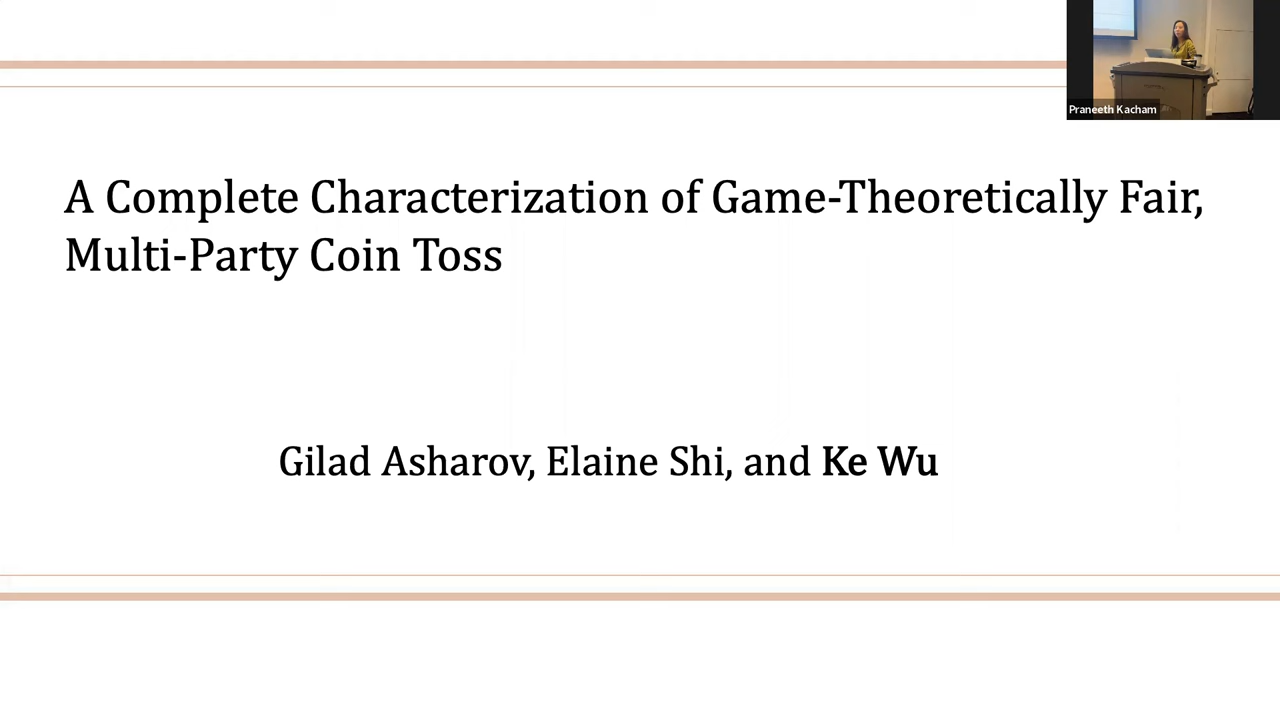 Praneeth Kacham
A Complete Characterization of Game-Theoretically Fair,
Multi-Party Coin Toss
Gilad Asharov, Elaine Shi, and Ke Wu